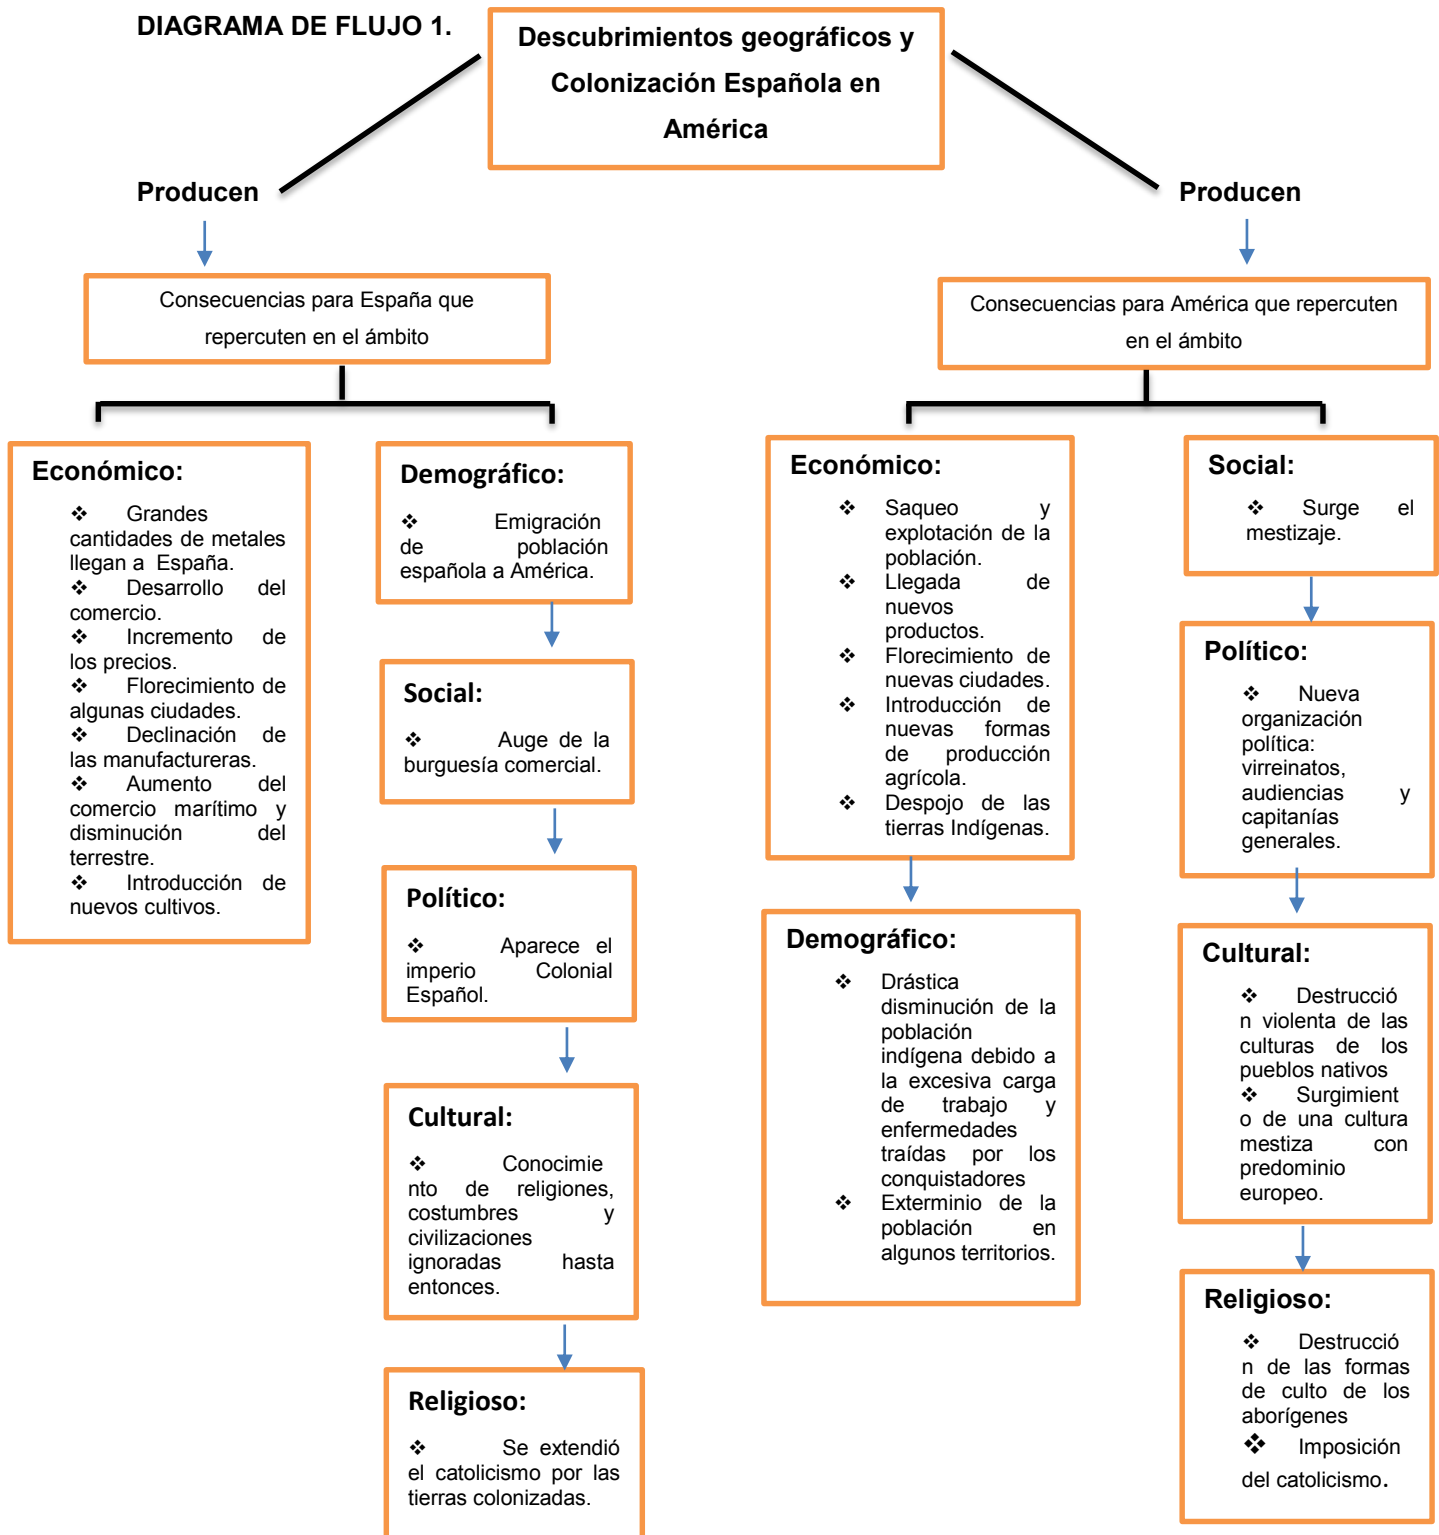 DIAGRAMA DE FLUJO 1.
Descubrimientos geográficos y
Colonización Española en
América
Producen
Producen
Consecuencias para España que
repercuten en el ámbito
Consecuencias para América que repercuten
en el ámbito
Económico:
❖ Grandes
cantidades de metales
llegan a España.
❖ Desarrollo del
comercio.
❖ Incremento de
los precios.
❖ Florecimiento de
algunas ciudades.
❖ Declinación de
las manufactureras.
❖ Aumento del
comercio marítimo y
disminución del
terrestre.
❖ Introducción de
nuevos cultivos.
Demográfico:
❖ Emigración
de población
española a América.
Social:
❖ Auge de la
burguesía comercial.
Político:
❖ Aparece el
imperio Colonial
Español.
Cultural:
❖ Conocimie
nto de religiones,
costumbres y
civilizaciones
ignoradas hasta
entonces.
Religioso:
❖ Se extendió
el catolicismo por las
tierras colonizadas.
Económico:
❖ Saqueo y
explotación de la
población.
❖ Llegada de
nuevos
productos.
❖ Florecimiento de
nuevas ciudades.
❖ Introducción de
nuevas formas
de producción
agrícola.
❖ Despojo de las
tierras Indígenas.
Demográfico:
❖ Drástica
disminución de la
población
indígena debido a
la excesiva carga
de trabajo y
enfermedades
traídas por los
conquistadores
❖ Exterminio de la
población en
algunos territorios.
Social:
❖ Surge el
mestizaje.
Político:
❖ Nueva
organización
política:
virreinatos,
audiencias y
capitanías
generales.
Cultural:
❖ Destrucció
n violenta de las
culturas de los
pueblos nativos
❖ Surgimient
o de una cultura
mestiza con
predominio
europeo.
Religioso:
❖ Destrucció
n de las formas
de culto de los
aborígenes
❖ Imposición
del catolicismo.